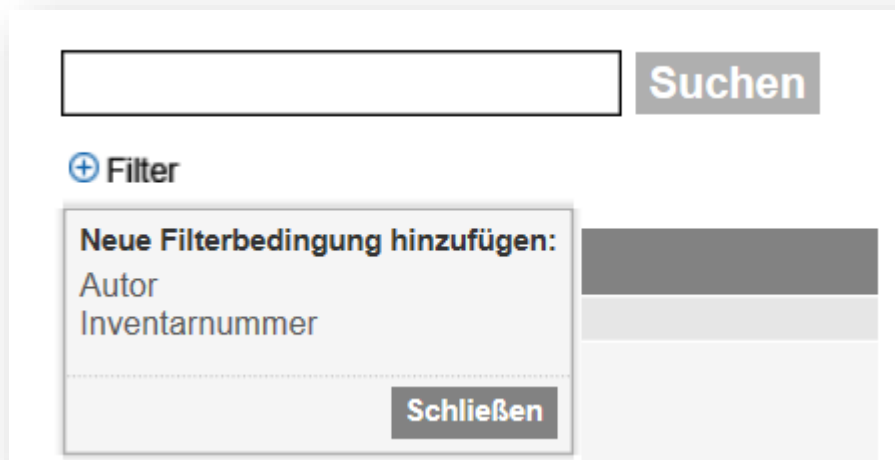 Suchen
Filter
Neue Filterbedingung hinzufügen:
Autor
Inventarnummer
Schließen